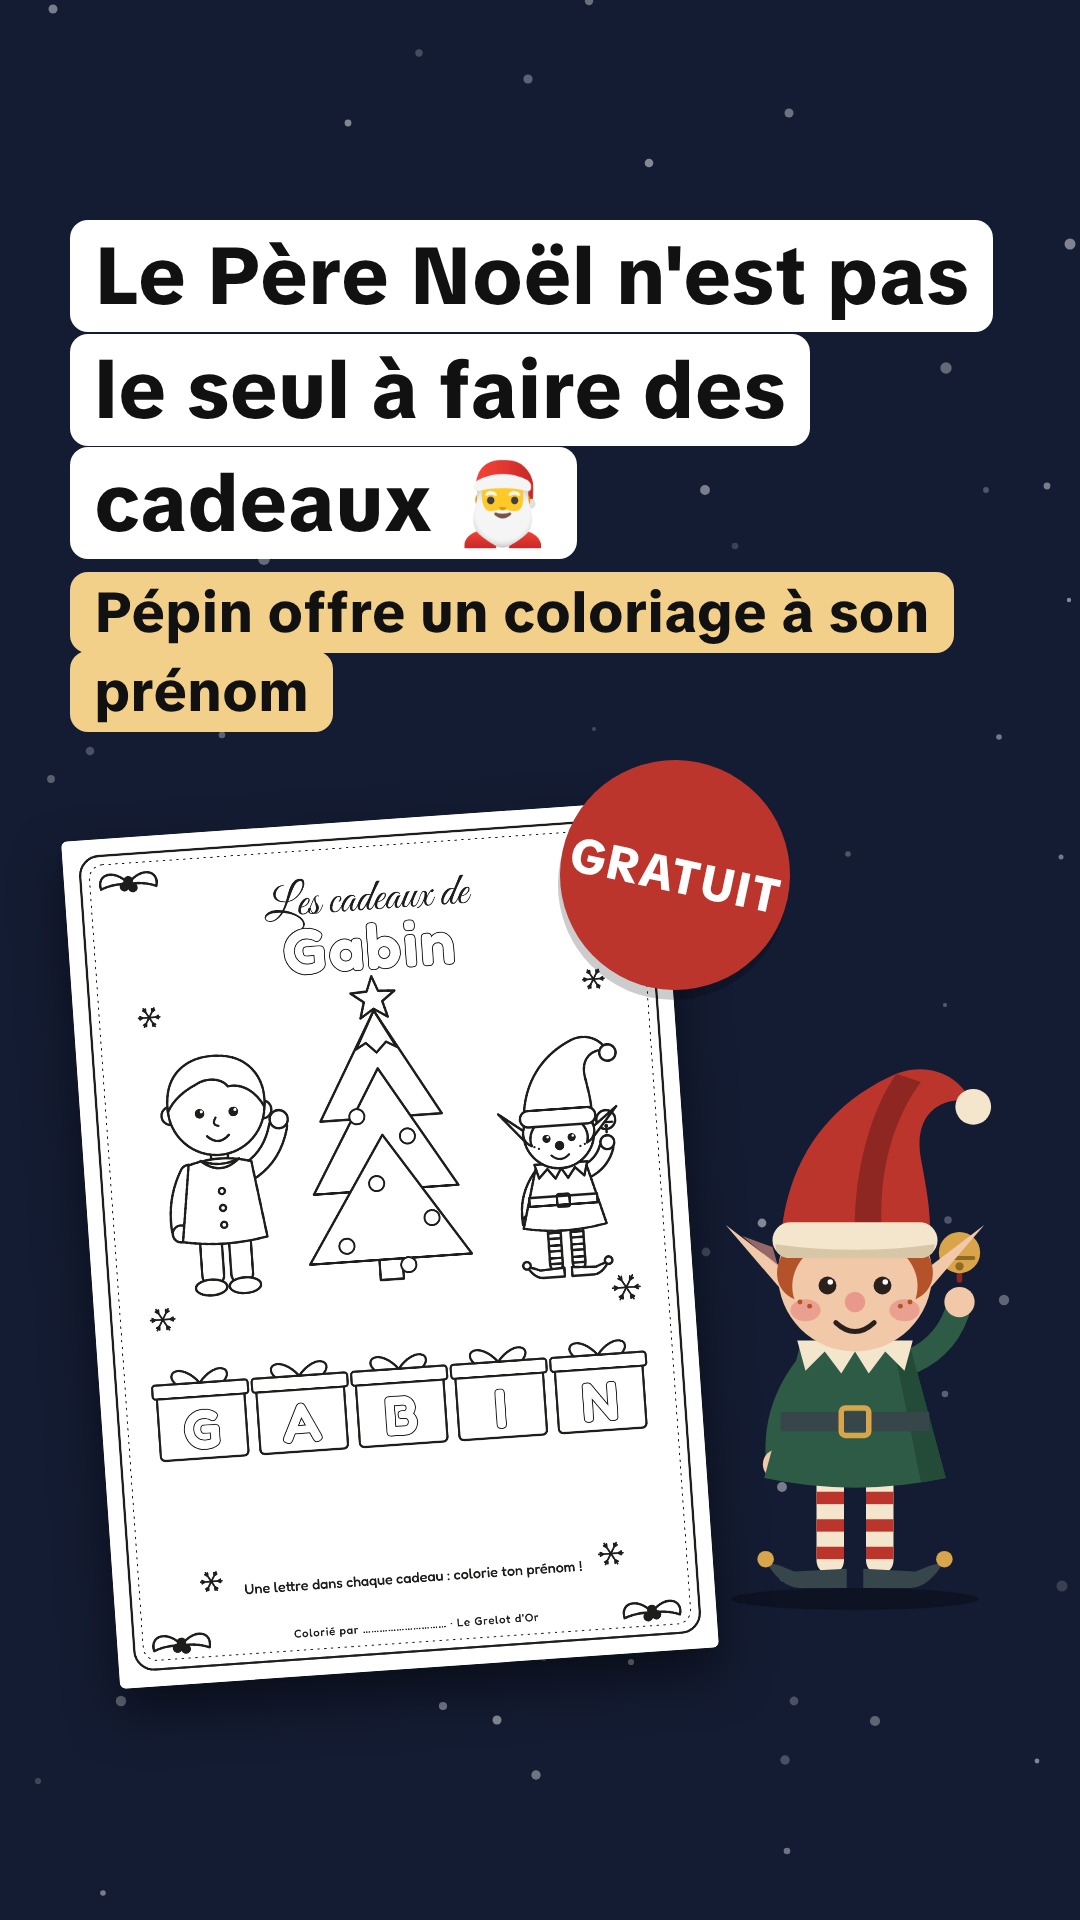 Le Père Noël n'est pas
le seul à faire des
cadeaux 🎅
Pépin offre un coloriage à son
prénom
GRATUIT
Les cadeaux de
Gabin
G A B I N
Une lettre dans chaque cadeau : colorie ton prénom !
Colorié par .............................. · Le Grelot d'Or